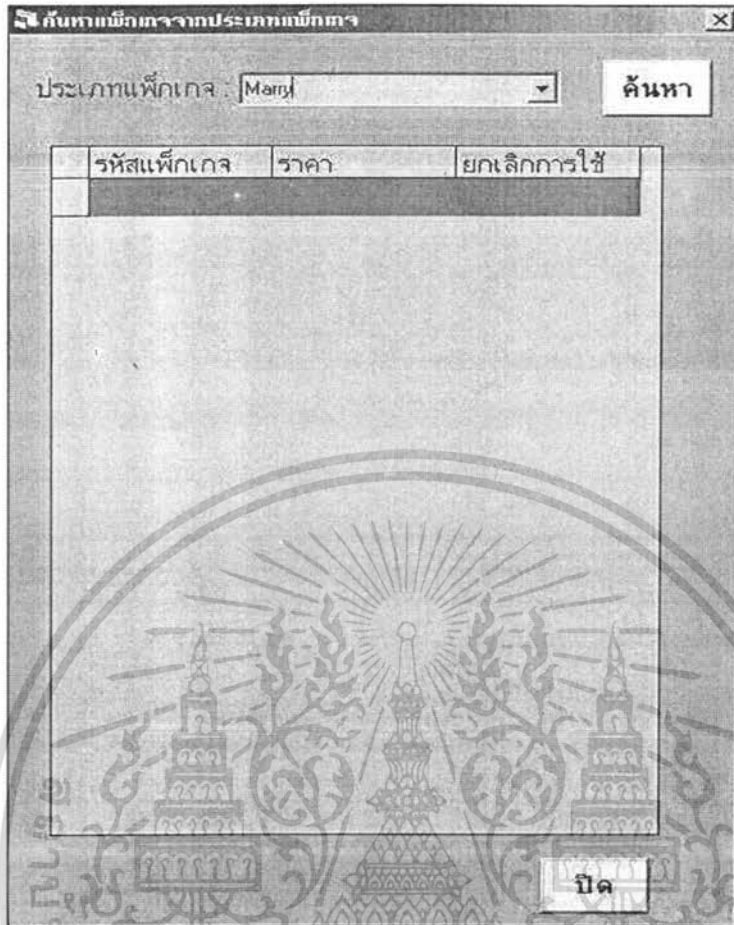 ค้นหาแพ็กเกจจากประเภทแพ็กเกจ
ประเภทแพ็กเกจ : Marry ค้นหา
รหัสแพ็กเกจ ราคา ยกเลิกการใช้
ปิด